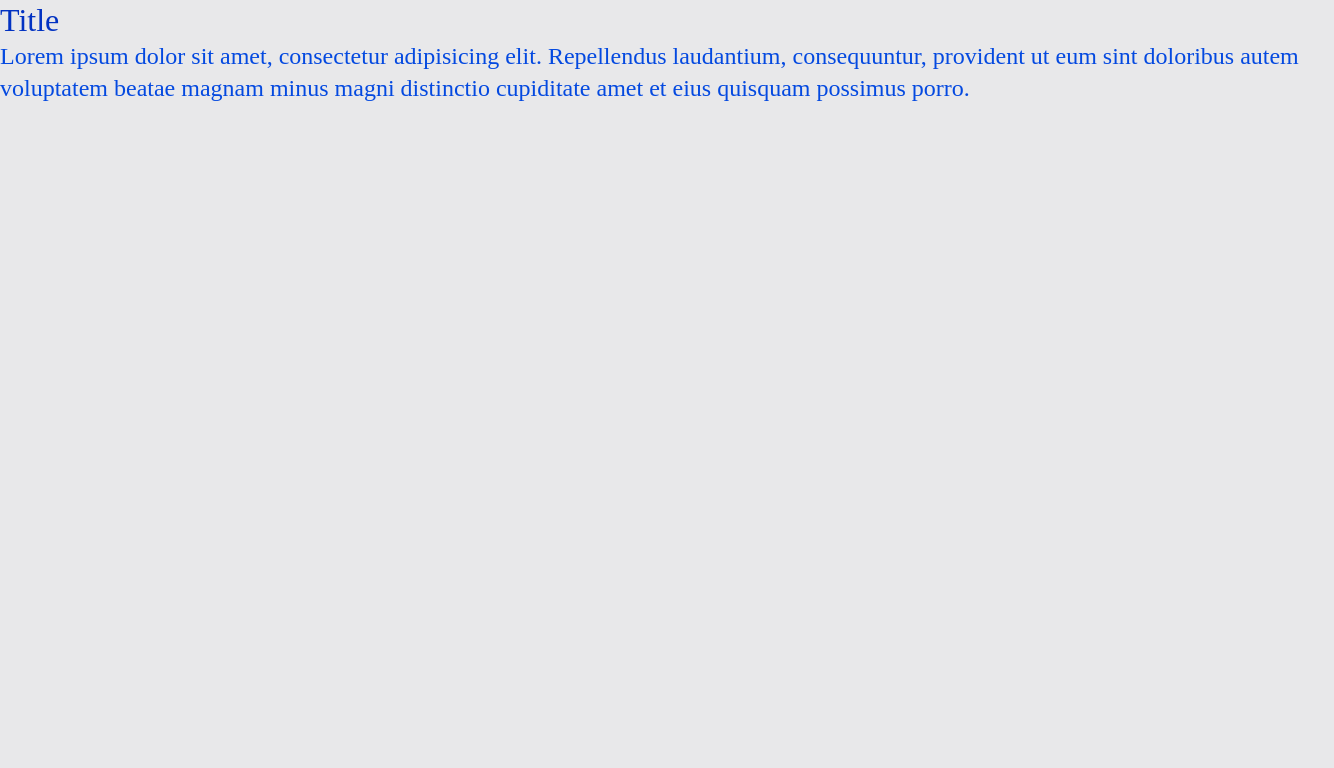 Title
Lorem ipsum dolor sit amet, consectetur adipisicing elit. Repellendus laudantium, consequuntur, provident ut eum sint doloribus autem
voluptatem beatae magnam minus magni distinctio cupiditate amet et eius quisquam possimus porro.